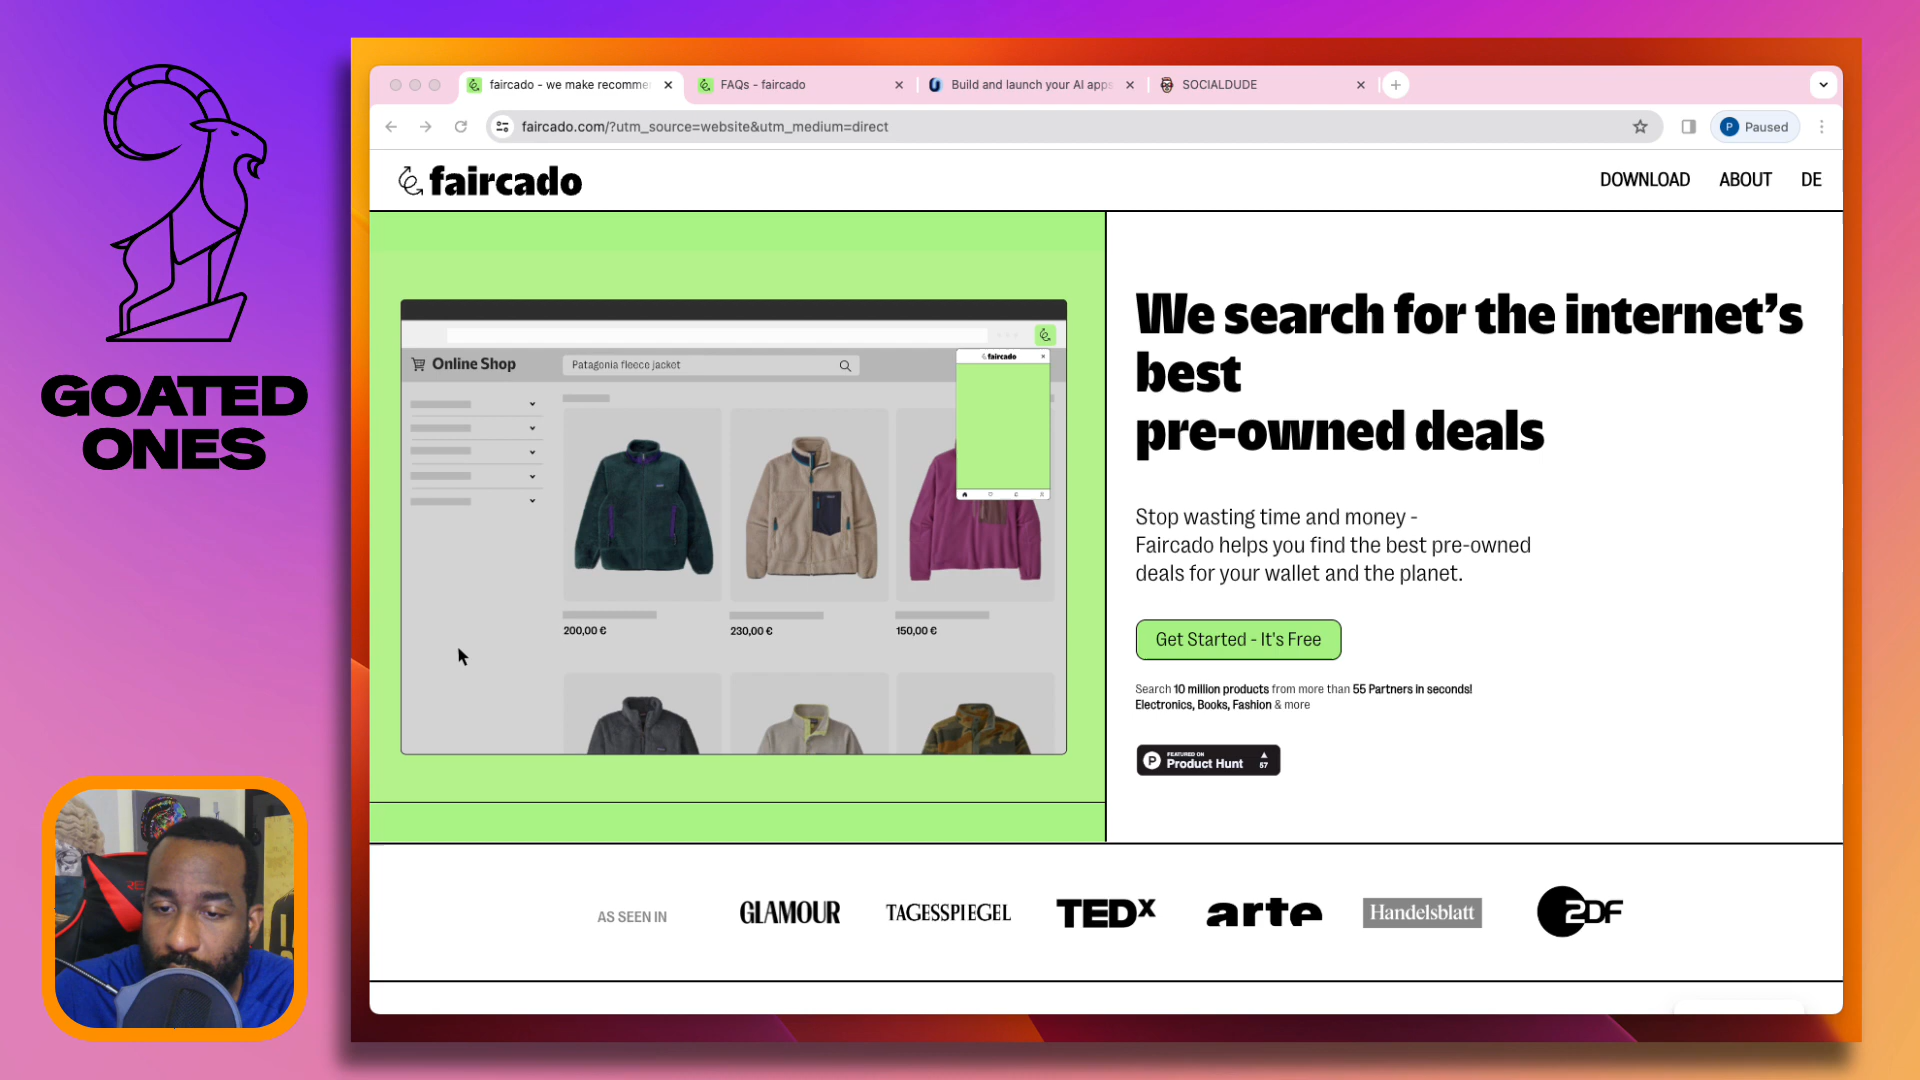 GOATED
ONES
faircado - we make recomme
FAQs - faircado
Build and launch your AI apps
SOCIALDUDE
faircado.com/?utm_source=website&utm_medium=direct
P
Paused
faircado
DOWNLOAD
ABOUT
DE
Online Shop
Patagonia fleece jacket
faircado
200,00 €
230,00 €
150,00 €
We search for the internet’s
best
pre-owned deals
Stop wasting time and money -
Faircado helps you find the best pre-owned
deals for your wallet and the planet.
Get Started - It's Free
Search 10 million products from more than 55 Partners in seconds!
Electronics, Books, Fashion & more
P
FEATURED ON
Product Hunt
57
AS SEEN IN
GLAMOUR
TAGESSPIEGEL
TEDx
arte
Handelsblatt
ZDF